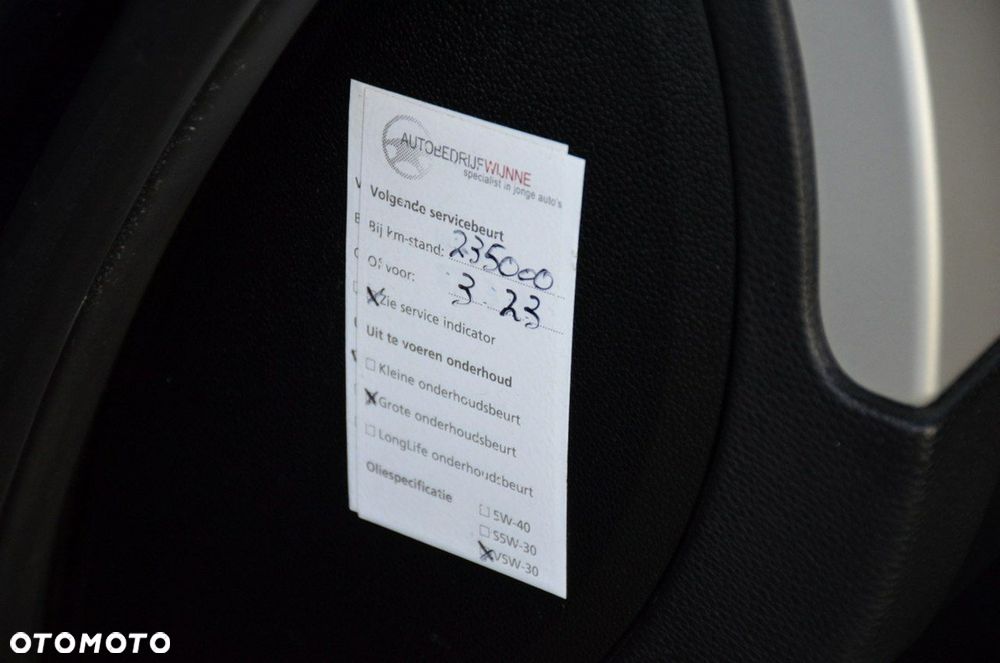 AUTOBEDRIJFWIJNNE
specialist in jonge auto's
Volgende servicebeurt
Bij km-stand: 235000
Of voor: 3-23
Zie service indicator
Uit te voeren onderhoud
Kleine onderhoudsbeurt
Grote onderhoudsbeurt
LongLife onderhoudsbeurt
Oliespecificatie
5W-40
S5W-30
V5W-30
OTOMOTO